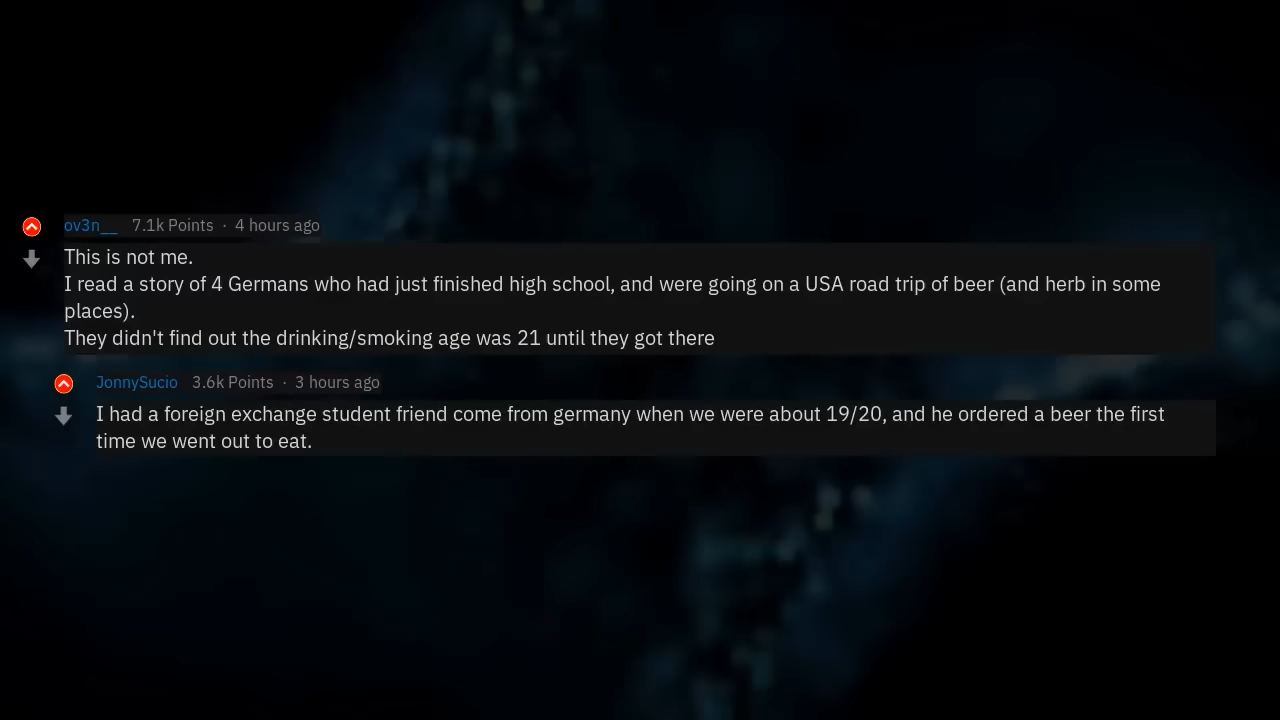 ov3n__ 7.1k Points · 4 hours ago
This is not me.
I read a story of 4 Germans who had just finished high school, and were going on a USA road trip of beer (and herb in some
places).
They didn't find out the drinking/smoking age was 21 until they got there
JonnySucio 3.6k Points · 3 hours ago
I had a foreign exchange student friend come from germany when we were about 19/20, and he ordered a beer the first
time we went out to eat.